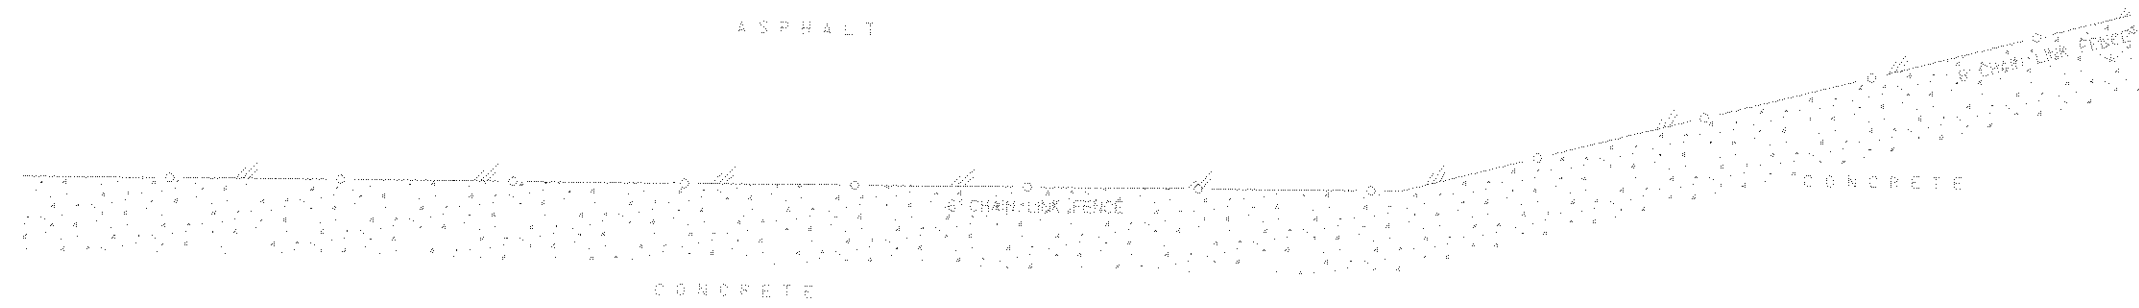 ASPHALT
6' CHAIN LINK FENCE
CONCRETE
6' CHAIN LINK FENCE
CONCRETE